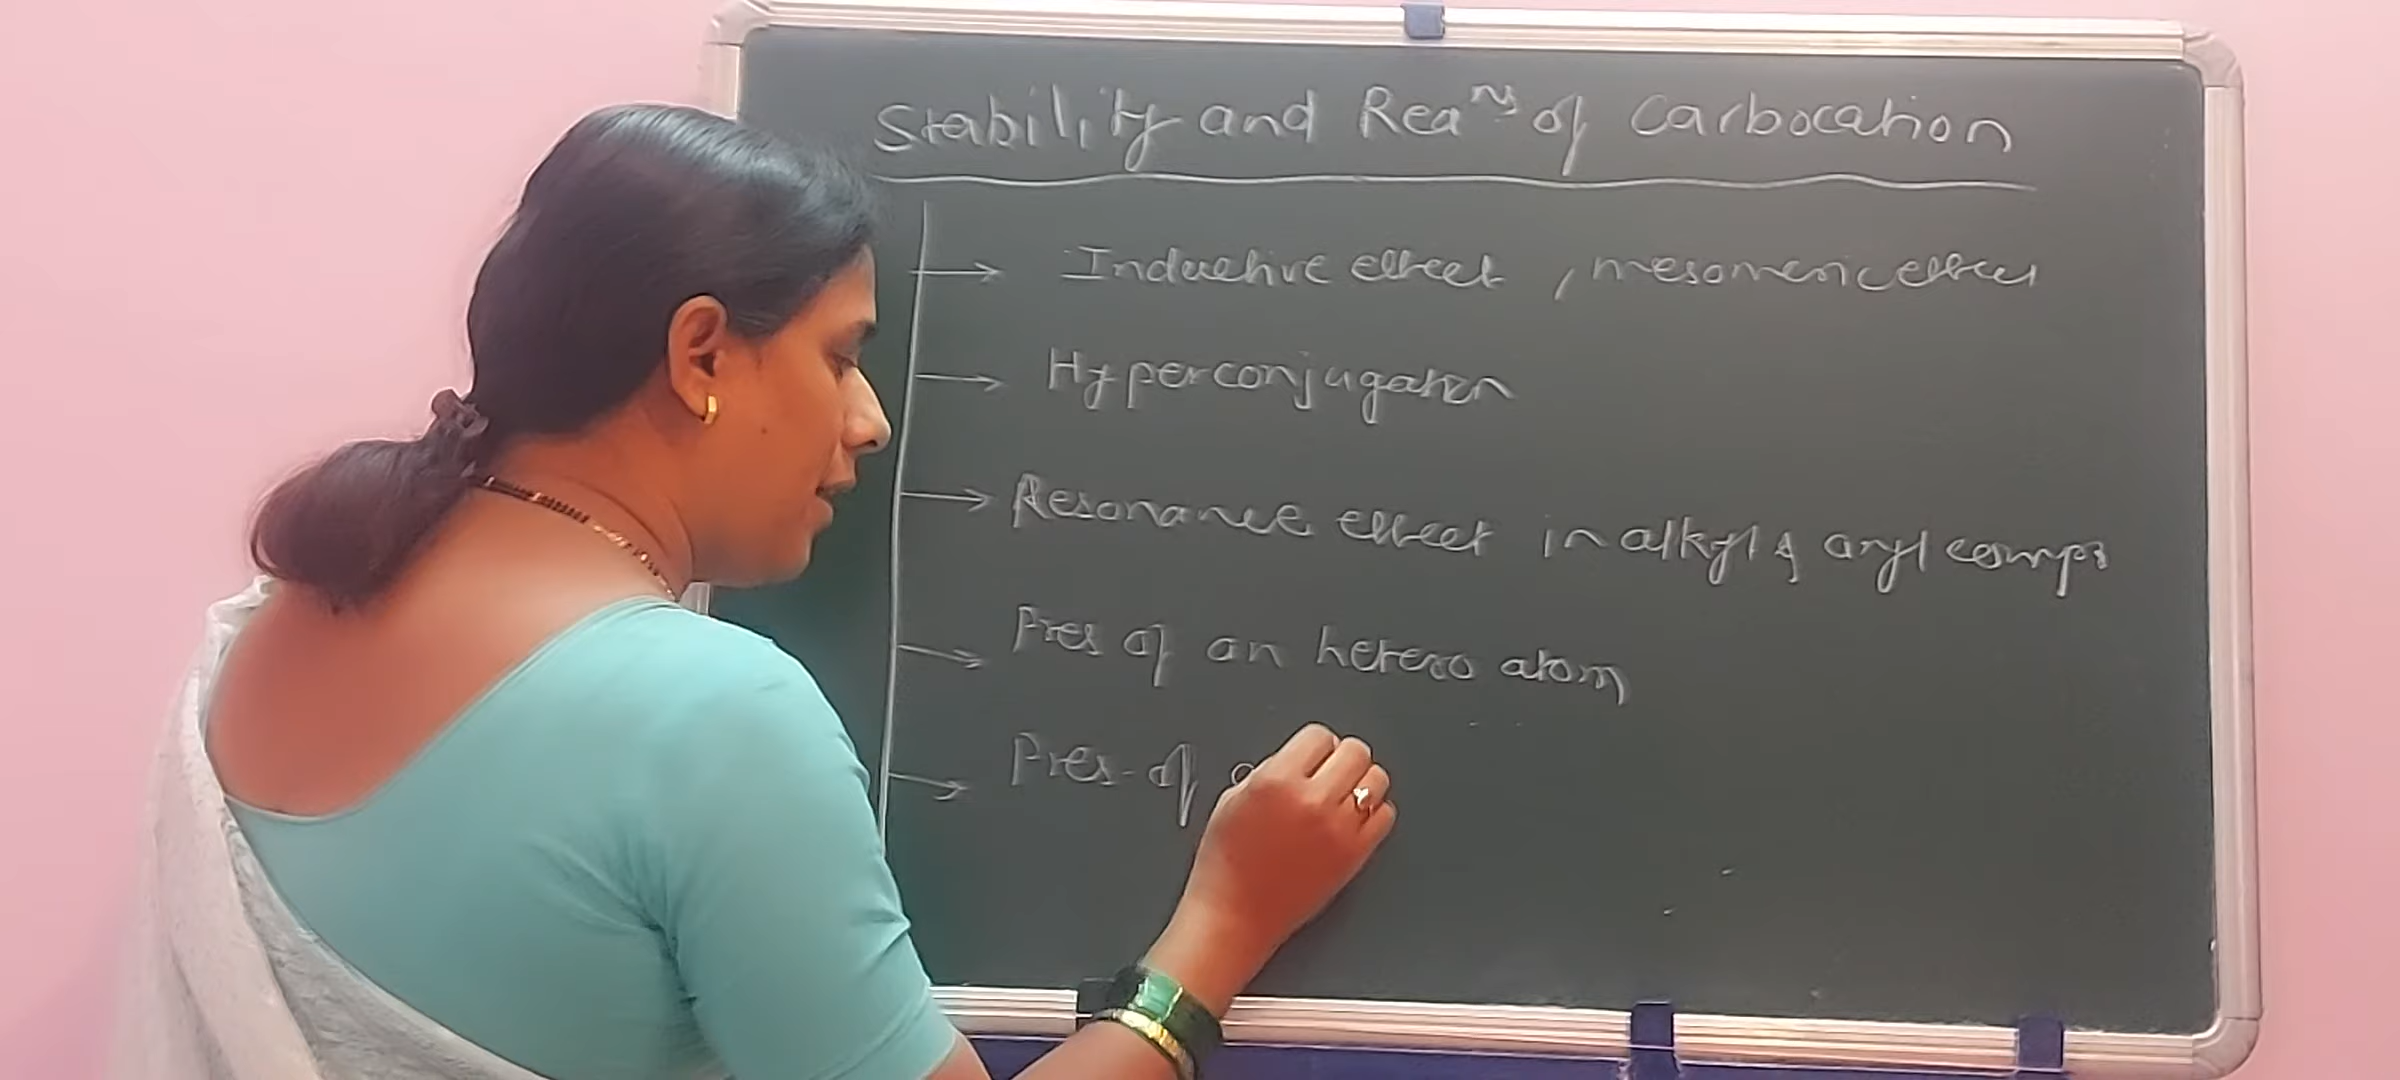 Stability and Rea^ns of Carbocation
→ Inductive effect , mesomeric effect
→ Hyperconjugation
→ Resonance effect in alkyl & aryl comps
→ Pres of an hetero atom
→ Pres. of